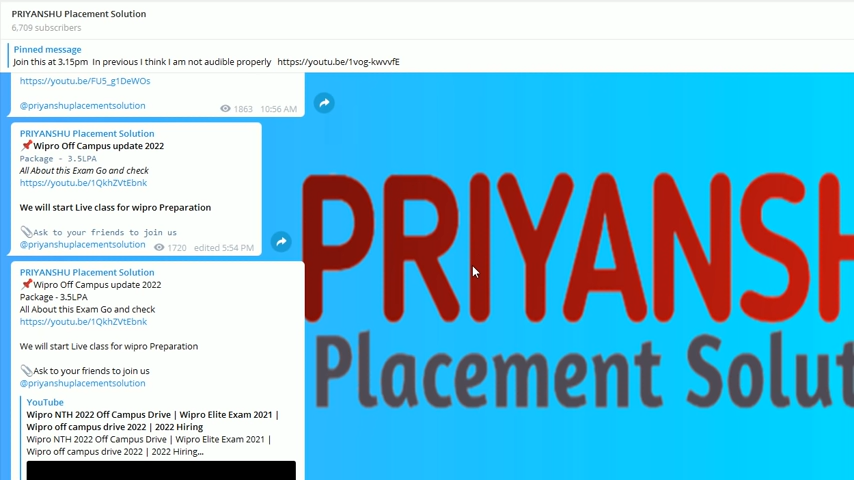 PRIYANSHU Placement Solution
6,709 subscribers
Pinned message
Join this at 3.15pm In previous I think I am not audible properly https://youtu.be/1vog-kwvvfE
https://youtu.be/FU5_g1DeWOs
@priyanshuplacementsolution
1863 10:56 AM
PRIYANSHU Placement Solution
📌Wipro Off Campus update 2022
Package - 3.5LPA
All About this Exam Go and check
https://youtu.be/1QkhZVtEbnk
We will start Live class for wipro Preparation
📎Ask to your friends to join us
@priyanshuplacementsolution 1720 edited 5:54 PM
PRIYANSHU Placement Solution
📌Wipro Off Campus update 2022
Package - 3.5LPA
All About this Exam Go and check
https://youtu.be/1QkhZVtEbnk
We will start Live class for wipro Preparation
📎Ask to your friends to join us
@priyanshuplacementsolution
YouTube
Wipro NTH 2022 Off Campus Drive | Wipro Elite Exam 2021 |
Wipro off campus drive 2022 | 2022 Hiring
Wipro NTH 2022 Off Campus Drive | Wipro Elite Exam 2021 |
Wipro off campus drive 2022 | 2022 Hiring...
PRIYANSH
Placement Solut